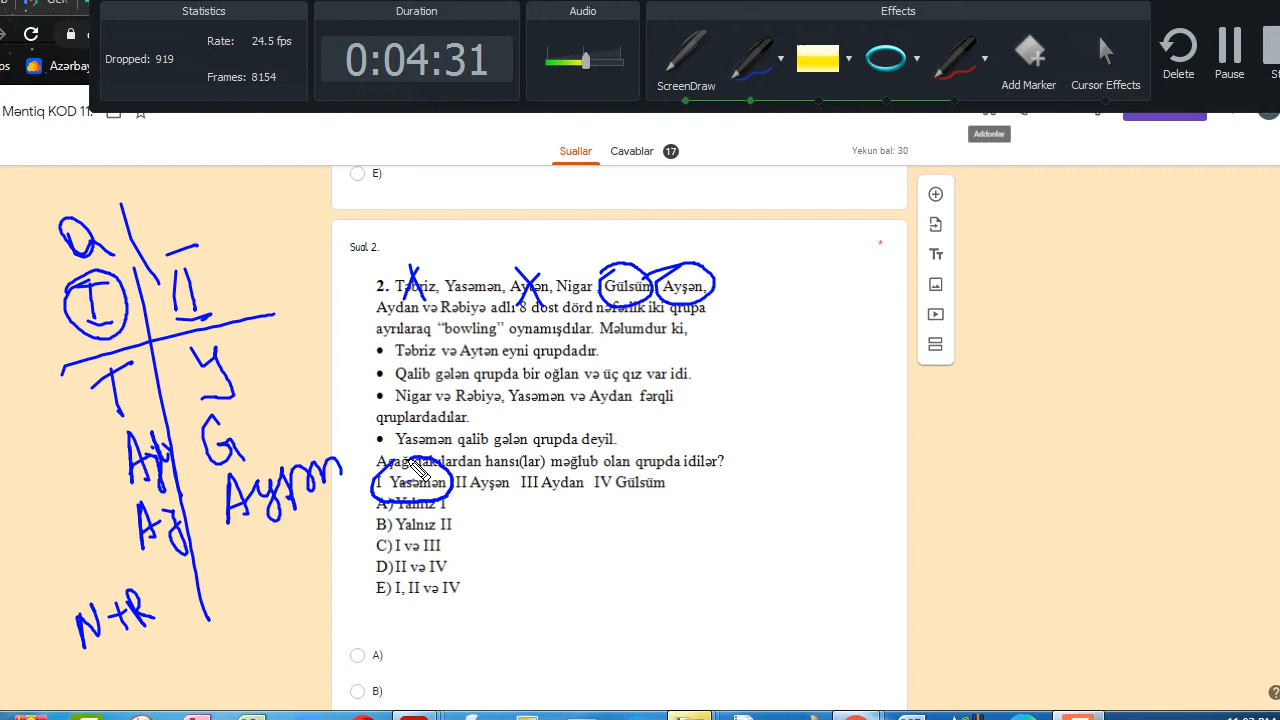 Statistics
Duration
Audio
Effects
Dropped: 919
Rate: 24.5 fps
Frames: 8154
0:04:31
ScreenDraw
Add Marker
Cursor Effects
Delete
Pause
Azərbay
Məntiq KOD 11
Addonlar
Suallar
Cavablar 17
Yekun bal: 30
E)
Sual 2.
*
2. Təbriz, Yasəmən, Aytən, Nigar , Gülsüm, Ayşən,
Aydan və Rəbiyə adlı 8 dost dörd nəfərlik iki qrupa
ayrılaraq “bowling” oynamışdılar. Məlumdur ki,
• Təbriz və Aytən eyni qrupdadır.
• Qalib gələn qrupda bir oğlan və üç qız var idi.
• Nigar və Rəbiyə, Yasəmən və Aydan fərqli
qruplardadılar.
• Yasəmən qalib gələn qrupda deyil.
Aşağıdakılardan hansı(lar) məğlub olan qrupda idilər?
I Yasəmən II Ayşən III Aydan IV Gülsüm
A) Yalnız I
B) Yalnız II
C) I və III
D) II və IV
E) I, II və IV
A)
B)
Q
I II
T Y
G
N+R